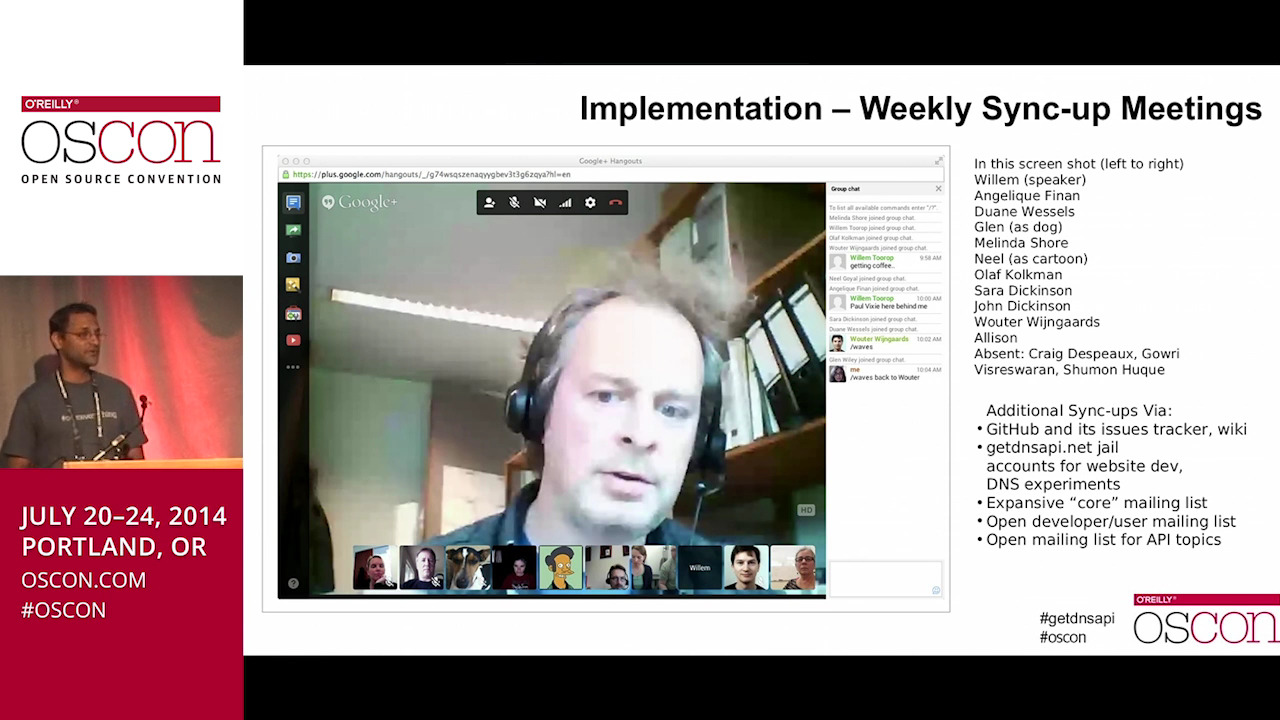 O'REILLY®
OSCON
OPEN SOURCE CONVENTION
JULY 20–24, 2014
PORTLAND, OR
OSCON.COM
#OSCON
Implementation – Weekly Sync-up Meetings
Google+ Hangouts
https://plus.google.com/hangouts/_/g74wsqszenaqyygbev3t3g6zqya?hl=en
Google+
HD
Willem
Group chat
To list all available commands enter "/?".
Melinda Shore joined group chat.
Willem Toorop joined group chat.
Olaf Kolkman joined group chat.
Wouter Wijngaards joined group chat.
Willem Toorop 9:58 AM
getting coffee..
Neel Goyal joined group chat.
Angelique Finan joined group chat.
Willem Toorop 10:00 AM
Paul Vixie here behind me
Sara Dickinson joined group chat.
Duane Wessels joined group chat.
Wouter Wijngaards 10:02 AM
/waves
Glen Wiley joined group chat.
me 10:04 AM
/waves back to Wouter
In this screen shot (left to right)
Willem (speaker)
Angelique Finan
Duane Wessels
Glen (as dog)
Melinda Shore
Neel (as cartoon)
Olaf Kolkman
Sara Dickinson
John Dickinson
Wouter Wijngaards
Allison
Absent: Craig Despeaux, Gowri
Visreswaran, Shumon Huque
Additional Sync-ups Via:
• GitHub and its issues tracker, wiki
• getdnsapi.net jail
accounts for website dev,
DNS experiments
• Expansive “core” mailing list
• Open developer/user mailing list
• Open mailing list for API topics
#getdnsapi
#oscon
O'REILLY®
OSCON